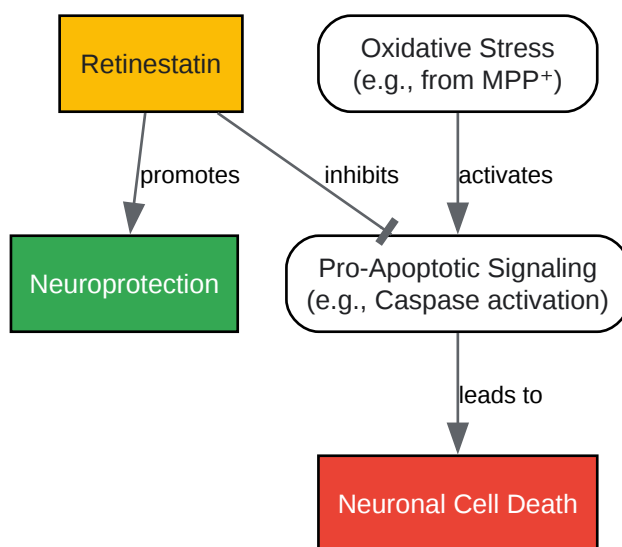 Retinestatin
Oxidative Stress
(e.g., from MPP⁺)
promotes
inhibits
activates
Neuroprotection
Pro-Apoptotic Signaling
(e.g., Caspase activation)
leads to
Neuronal Cell Death